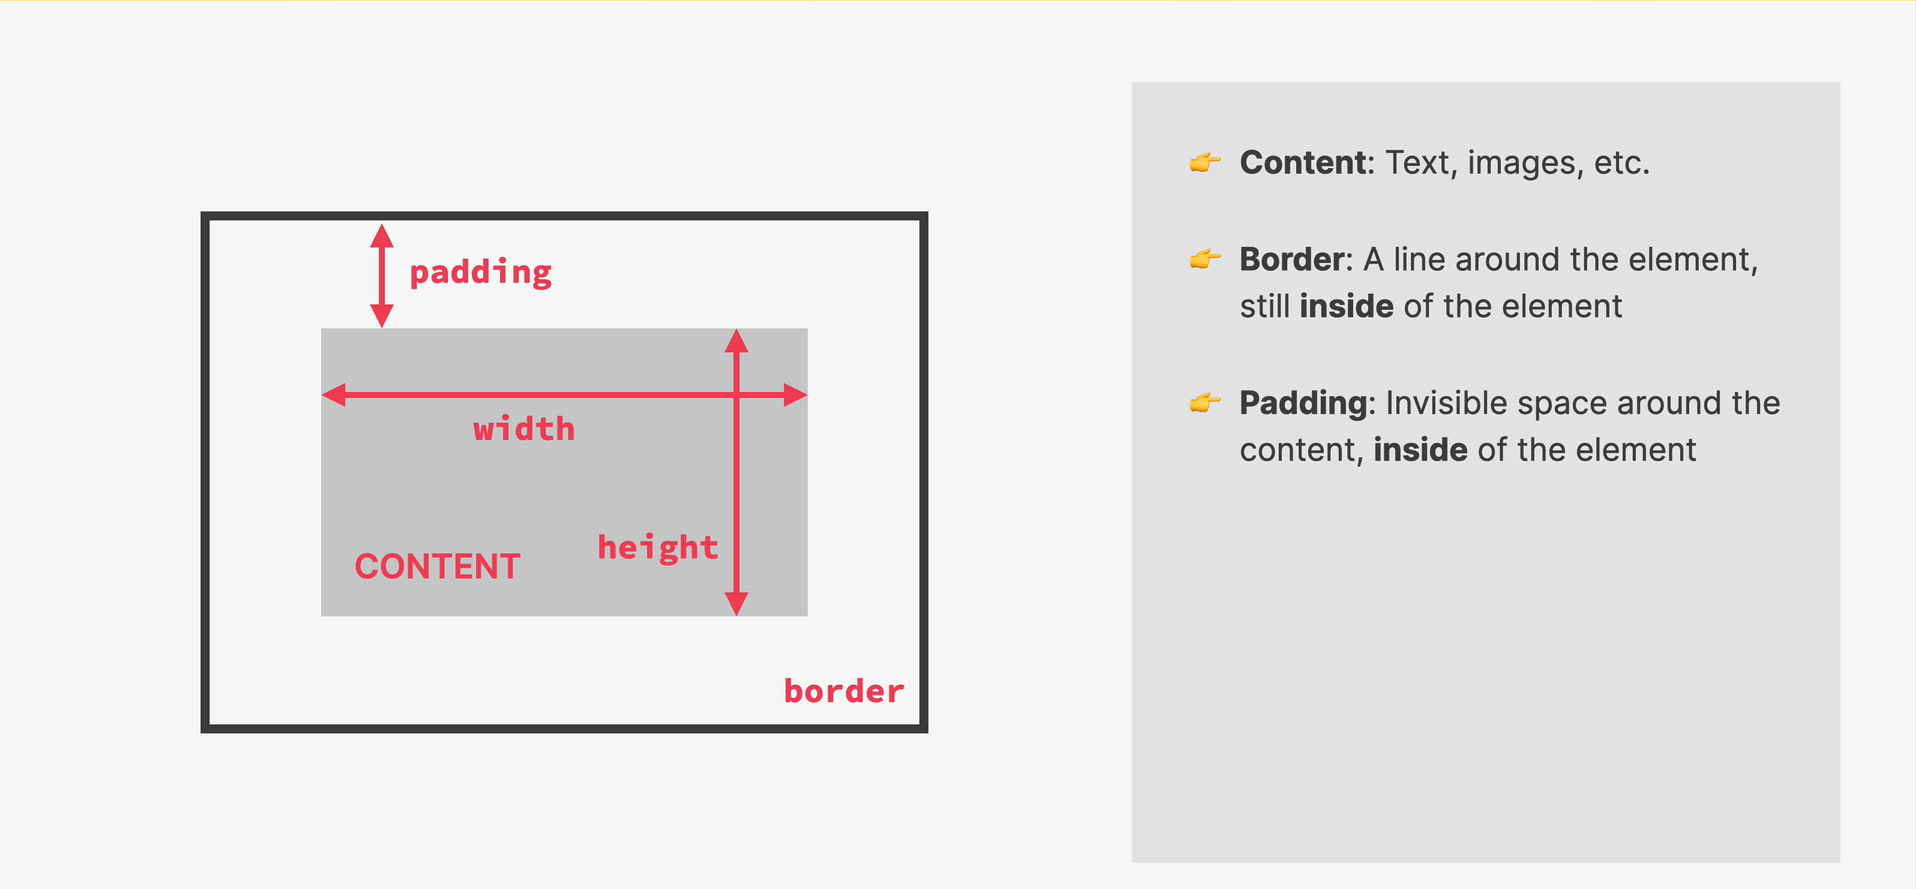 padding
width
height
CONTENT
border
👉 Content: Text, images, etc.
👉 Border: A line around the element,
still inside of the element
👉 Padding: Invisible space around the
content, inside of the element